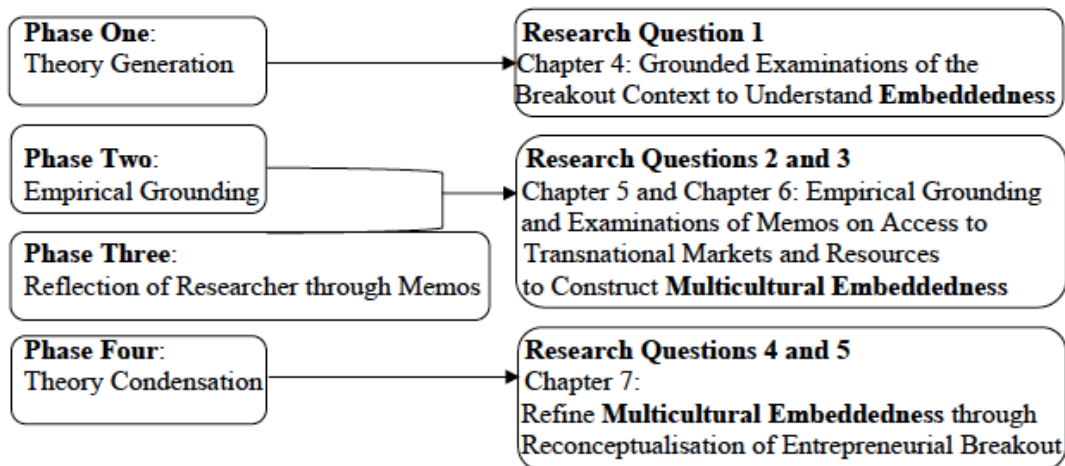 Phase One:
Theory Generation
Research Question 1
Chapter 4: Grounded Examinations of the
Breakout Context to Understand Embeddedness
Phase Two:
Empirical Grounding
Phase Three:
Reflection of Researcher through Memos
Research Questions 2 and 3
Chapter 5 and Chapter 6: Empirical Grounding
and Examinations of Memos on Access to
Transnational Markets and Resources
to Construct Multicultural Embeddedness
Phase Four:
Theory Condensation
Research Questions 4 and 5
Chapter 7:
Refine Multicultural Embeddedness through
Reconceptualisation of Entrepreneurial Breakout